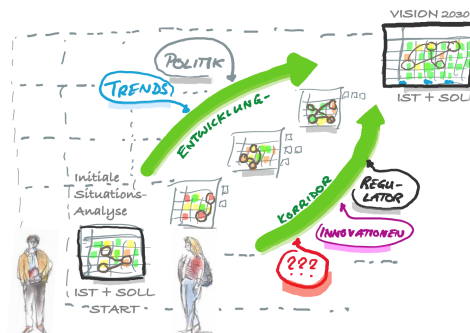 VISION 2030
IST + SOLL
POLITIK
TRENDS
ENTWICKLUNG-
KORRIDOR
REGU-
LATOR
INNOVATIONEN
???
Initiale
Situations-
Analyse
IST + SOLL
START